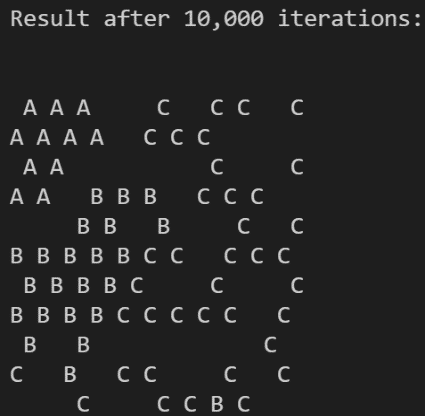 Result after 10,000 iterations:
 A A A     C   C C   C
A A A A   C C C
 A A           C     C
A A   B B B   C C C
     B B   B     C   C
B B B B B C C   C C C
 B B B B C     C     C
B B B B C C C C C   C
 B   B             C
C   B   C C     C   C
     C     C C B C